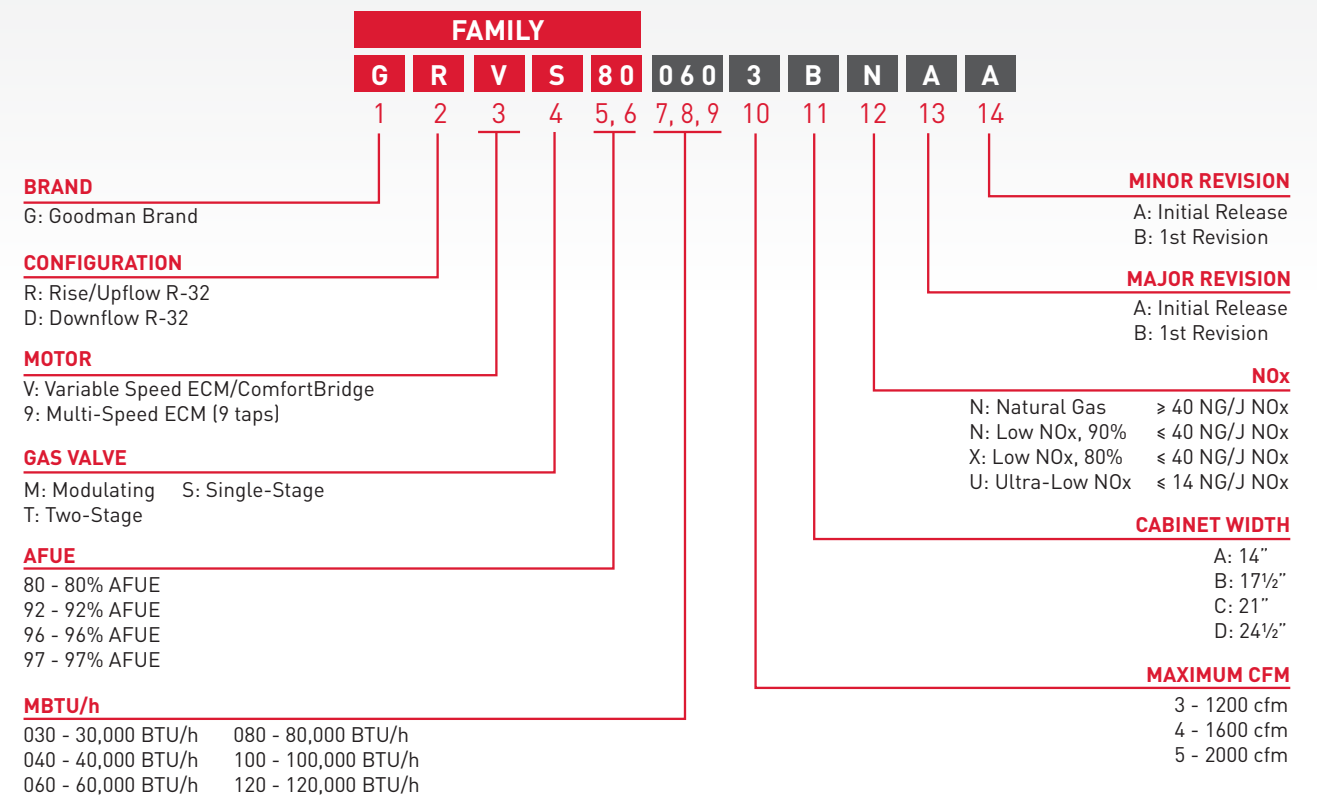 FAMILY
G R V S 80 060 3 B N A A
1 2 3 4 5, 6 7, 8, 9 10 11 12 13 14
BRAND
G: Goodman Brand
CONFIGURATION
R: Rise/Upflow R-32
D: Downflow R-32
MOTOR
V: Variable Speed ECM/ComfortBridge
9: Multi-Speed ECM (9 taps)
GAS VALVE
M: Modulating S: Single-Stage
T: Two-Stage
AFUE
80 - 80% AFUE
92 - 92% AFUE
96 - 96% AFUE
97 - 97% AFUE
MBTU/h
030 - 30,000 BTU/h 080 - 80,000 BTU/h
040 - 40,000 BTU/h 100 - 100,000 BTU/h
060 - 60,000 BTU/h 120 - 120,000 BTU/h
MINOR REVISION
A: Initial Release
B: 1st Revision
MAJOR REVISION
A: Initial Release
B: 1st Revision
NOx
N: Natural Gas ≥ 40 NG/J NOx
N: Low NOx, 90% ≤ 40 NG/J NOx
X: Low NOx, 80% ≤ 40 NG/J NOx
U: Ultra-Low NOx ≤ 14 NG/J NOx
CABINET WIDTH
A: 14”
B: 17½”
C: 21”
D: 24½”
MAXIMUM CFM
3 - 1200 cfm
4 - 1600 cfm
5 - 2000 cfm